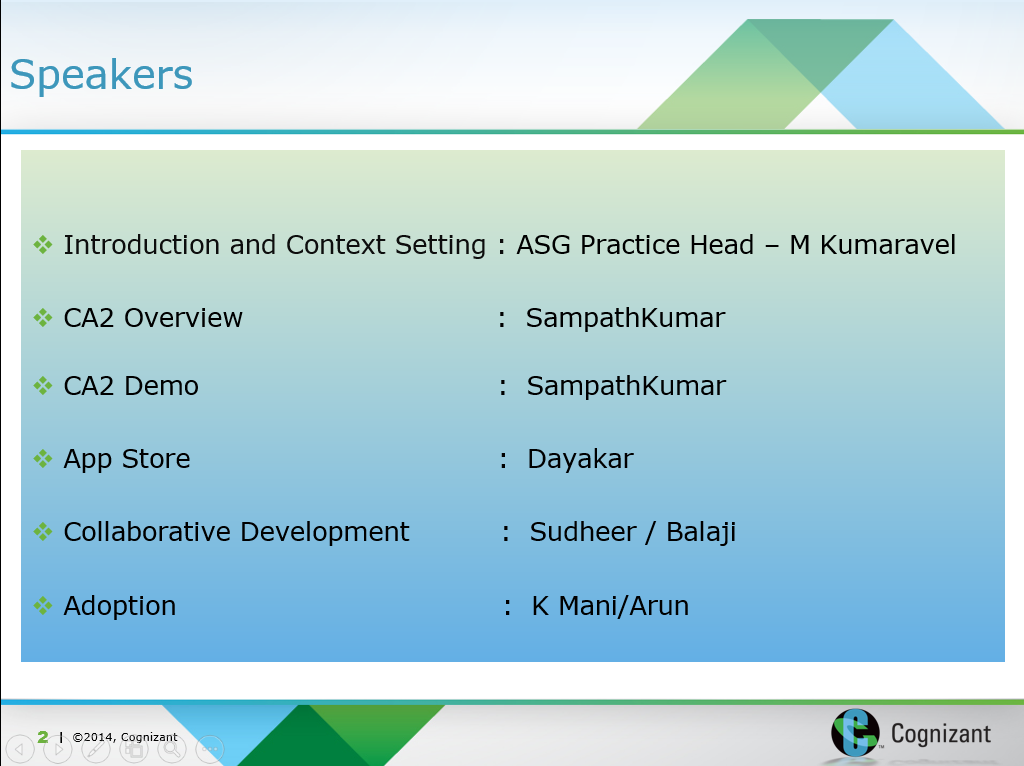 Speakers
❖ Introduction and Context Setting : ASG Practice Head – M Kumaravel
❖ CA2 Overview : SampathKumar
❖ CA2 Demo : SampathKumar
❖ App Store : Dayakar
❖ Collaborative Development : Sudheer / Balaji
❖ Adoption : K Mani/Arun
2 | ©2014, Cognizant
Cognizant